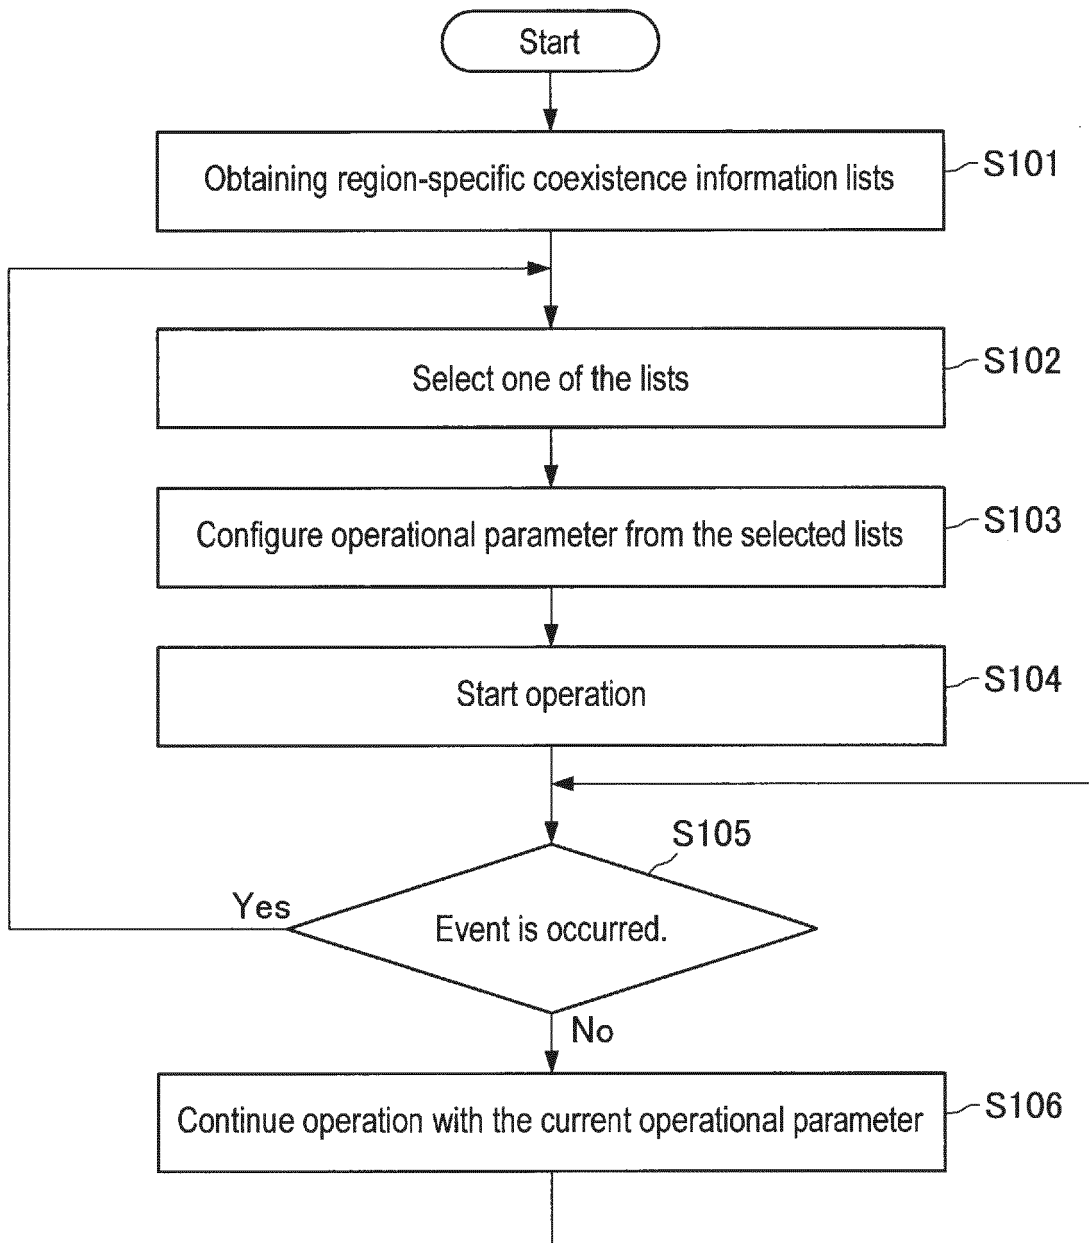 Start
Obtaining region-specific coexistence information lists
S101
Select one of the lists
S102
Configure operational parameter from the selected lists
S103
Start operation
S104
S105
Yes
Event is occurred.
No
Continue operation with the current operational parameter
S106